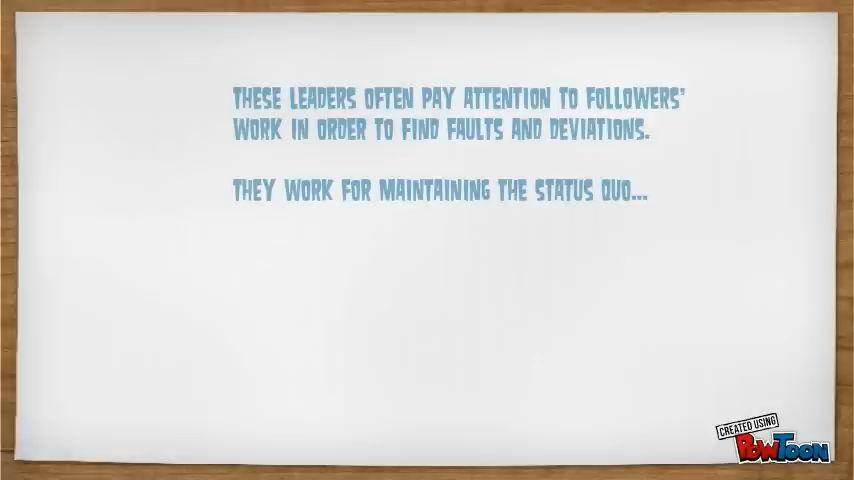 THESE LEADERS OFTEN PAY ATTENTION TO FOLLOWERS'
WORK IN ORDER TO FIND FAULTS AND DEVIATIONS.
THEY WORK FOR MAINTAINING THE STATUS QUO...
CREATED USING
POWTOON